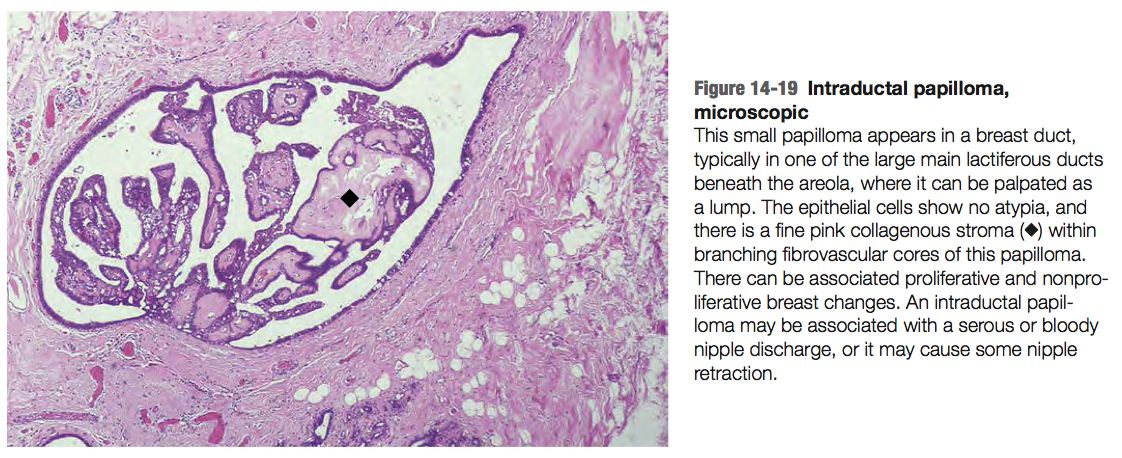 Figure 14-19 Intraductal papilloma,
microscopic
This small papilloma appears in a breast duct,
typically in one of the large main lactiferous ducts
beneath the areola, where it can be palpated as
a lump. The epithelial cells show no atypia, and
there is a fine pink collagenous stroma (◆) within
branching fibrovascular cores of this papilloma.
There can be associated proliferative and nonpro-
liferative breast changes. An intraductal papil-
loma may be associated with a serous or bloody
nipple discharge, or it may cause some nipple
retraction.